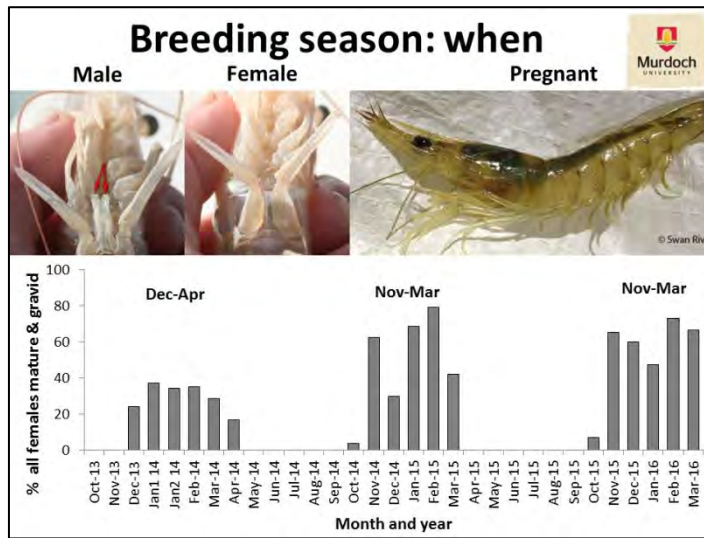 Breeding season: when
Murdoch
UNIVERSITY
Male
Female
Pregnant
© Swan Riv
% all females mature & gravid
100
80
60
40
20
0
Dec-Apr
Nov-Mar
Nov-Mar
Oct-13
Nov-13
Dec-13
Jan1 14
Jan2 14
Feb-14
Mar-14
Apr-14
May-14
Jun-14
Jul-14
Aug-14
Sep-14
Oct-14
Nov-14
Dec-14
Jan-15
Feb-15
Mar-15
Apr-15
May-15
Jun-15
Jul-15
Aug-15
Sep-15
Oct-15
Nov-15
Dec-15
Jan-16
Feb-16
Mar-16
Month and year